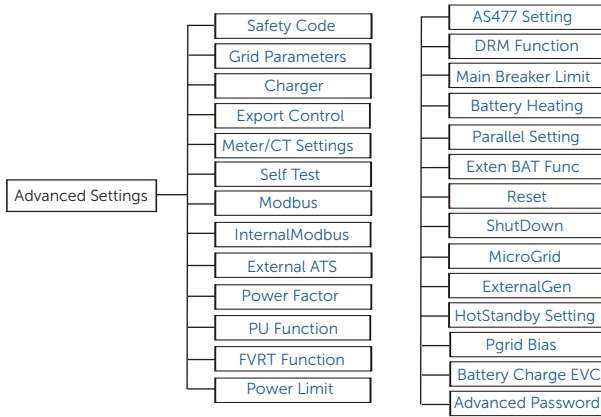 Advanced Settings
Safety Code
Grid Parameters
Charger
Export Control
Meter/CT Settings
Self Test
Modbus
InternalModbus
External ATS
Power Factor
PU Function
FVRT Function
Power Limit
AS477 Setting
DRM Function
Main Breaker Limit
Battery Heating
Parallel Setting
Exten BAT Func
Reset
ShutDown
MicroGrid
ExternalGen
HotStandby Setting
Pgrid Bias
Battery Charge EVC
Advanced Password